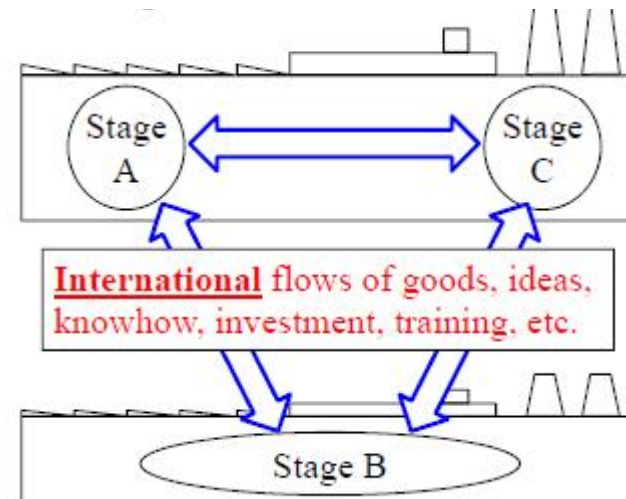 Stage
A
Stage
C
International flows of goods, ideas,
knowhow, investment, training, etc.
Stage B